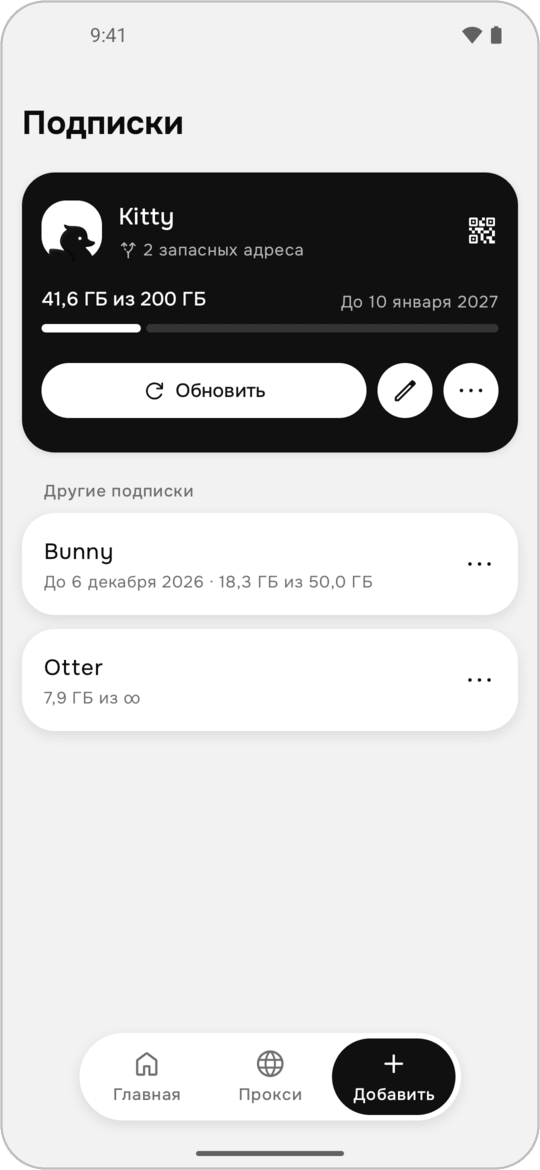 9:41
Подписки
Kitty
2 запасных адреса
41,6 ГБ из 200 ГБ
До 10 января 2027
Обновить
Другие подписки
Bunny
До 6 декабря 2026 · 18,3 ГБ из 50,0 ГБ
Otter
7,9 ГБ из ∞
Главная
Прокси
Добавить